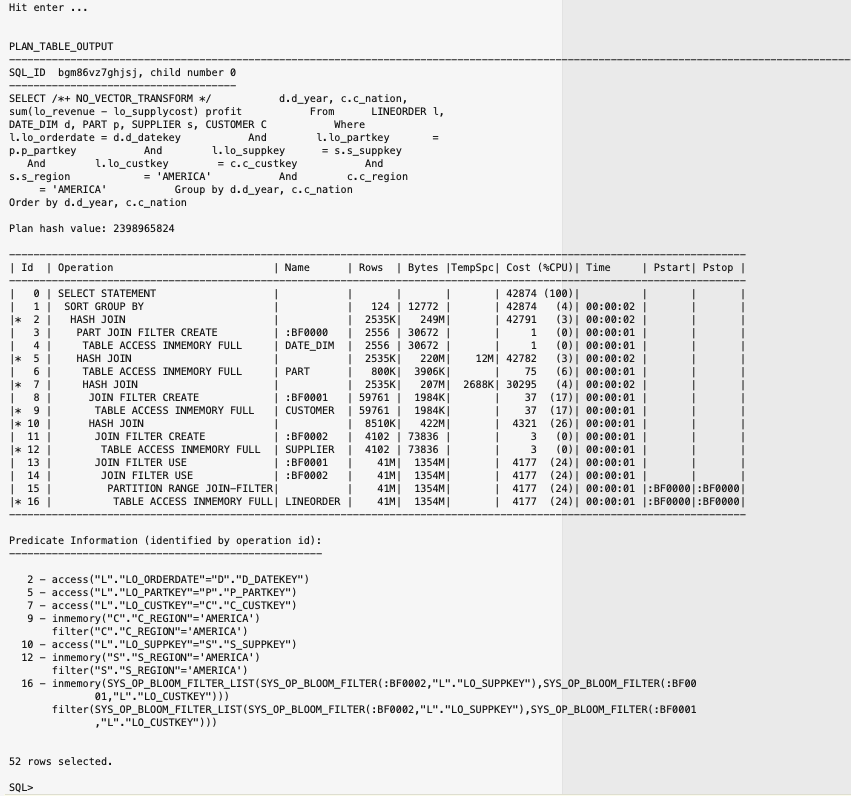 Hit enter ...
PLAN_TABLE_OUTPUT
--------------------------------------------------------------------------------
SQL_ID  bgm86vz7ghjsj, child number 0
-------------------------------------
SELECT /*+ NO_VECTOR_TRANSFORM */           d.d_year, c.c_nation,
sum(lo_revenue - lo_supplycost) profit           From      LINEORDER l,
DATE_DIM d, PART p, SUPPLIER s, CUSTOMER C           Where
l.lo_orderdate = d.d_datekey           And        l.lo_partkey       =
p.p_partkey           And        l.lo_suppkey      = s.s_suppkey
   And        l.lo_custkey        = c.c_custkey           And
s.s_region            = 'AMERICA'           And        c.c_region
     = 'AMERICA'           Group by d.d_year, c.c_nation
Order by d.d_year, c.c_nation
Plan hash value: 2398965824
------------------------------------------------------------------------------------------------------------------------
| Id  | Operation                          | Name      | Rows  | Bytes |TempSpc| Cost (%CPU)| Time     | Pstart| Pstop |
------------------------------------------------------------------------------------------------------------------------
|   0 | SELECT STATEMENT                   |           |       |       |       | 42874 (100)|          |       |       |
|   1 |  SORT GROUP BY                     |           |   124 | 12772 |       | 42874   (4)| 00:00:02 |       |       |
|*  2 |   HASH JOIN                        |           |  2535K|   249M|       | 42791   (3)| 00:00:02 |       |       |
|   3 |    PART JOIN FILTER CREATE         | :BF0000   |  2556 | 30672 |       |     1   (0)| 00:00:01 |       |       |
|   4 |     TABLE ACCESS INMEMORY FULL     | DATE_DIM  |  2556 | 30672 |       |     1   (0)| 00:00:01 |       |       |
|*  5 |    HASH JOIN                       |           |  2535K|   220M|    12M| 42782   (3)| 00:00:02 |       |       |
|   6 |     TABLE ACCESS INMEMORY FULL     | PART      |   800K|  3906K|       |    75   (6)| 00:00:01 |       |       |
|*  7 |     HASH JOIN                      |           |  2535K|   207M|  2688K| 30295   (4)| 00:00:02 |       |       |
|   8 |      JOIN FILTER CREATE            | :BF0001   | 59761 |  1984K|       |    37  (17)| 00:00:01 |       |       |
|*  9 |       TABLE ACCESS INMEMORY FULL   | CUSTOMER  | 59761 |  1984K|       |    37  (17)| 00:00:01 |       |       |
|* 10 |      HASH JOIN                     |           |  8510K|   422M|       |  4321  (26)| 00:00:01 |       |       |
|  11 |       JOIN FILTER CREATE           | :BF0002   |  4102 | 73836 |       |     3   (0)| 00:00:01 |       |       |
|* 12 |        TABLE ACCESS INMEMORY FULL  | SUPPLIER  |  4102 | 73836 |       |     3   (0)| 00:00:01 |       |       |
|  13 |       JOIN FILTER USE              | :BF0001   |    41M|  1354M|       |  4177  (24)| 00:00:01 |       |       |
|  14 |        JOIN FILTER USE             | :BF0002   |    41M|  1354M|       |  4177  (24)| 00:00:01 |       |       |
|  15 |         PARTITION RANGE JOIN-FILTER|           |    41M|  1354M|       |  4177  (24)| 00:00:01 |:BF0000|:BF0000|
|* 16 |          TABLE ACCESS INMEMORY FULL| LINEORDER |    41M|  1354M|       |  4177  (24)| 00:00:01 |:BF0000|:BF0000|
------------------------------------------------------------------------------------------------------------------------
Predicate Information (identified by operation id):
---------------------------------------------------
   2 - access("L"."LO_ORDERDATE"="D"."D_DATEKEY")
   5 - access("L"."LO_PARTKEY"="P"."P_PARTKEY")
   7 - access("L"."LO_CUSTKEY"="C"."C_CUSTKEY")
   9 - inmemory("C"."C_REGION"='AMERICA')
       filter("C"."C_REGION"='AMERICA')
  10 - access("L"."LO_SUPPKEY"="S"."S_SUPPKEY")
  12 - inmemory("S"."S_REGION"='AMERICA')
       filter("S"."S_REGION"='AMERICA')
  16 - inmemory(SYS_OP_BLOOM_FILTER_LIST(SYS_OP_BLOOM_FILTER(:BF0002,"L"."LO_SUPPKEY"),SYS_OP_BLOOM_FILTER(:BF00
              01,"L"."LO_CUSTKEY")))
       filter(SYS_OP_BLOOM_FILTER_LIST(SYS_OP_BLOOM_FILTER(:BF0002,"L"."LO_SUPPKEY"),SYS_OP_BLOOM_FILTER(:BF0001
              ,"L"."LO_CUSTKEY")))
52 rows selected.
SQL>